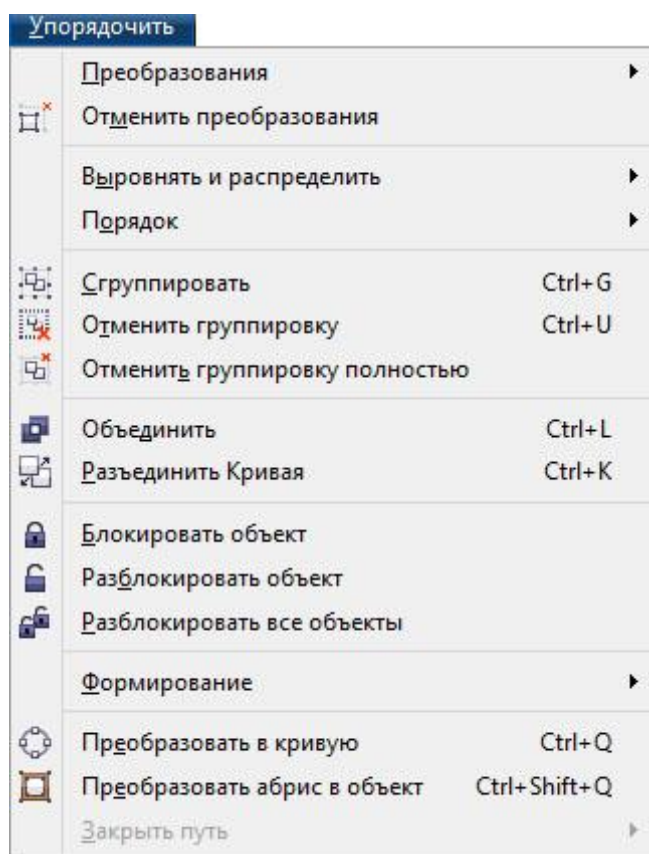 Упорядочить
Преобразования
Отменить преобразования
Выровнять и распределить
Порядок
Сгруппировать Ctrl+G
Отменить группировку Ctrl+U
Отменить группировку полностью
Объединить Ctrl+L
Разъединить Кривая Ctrl+K
Блокировать объект
Разблокировать объект
Разблокировать все объекты
Формирование
Преобразовать в кривую Ctrl+Q
Преобразовать абрис в объект Ctrl+Shift+Q
Закрыть путь